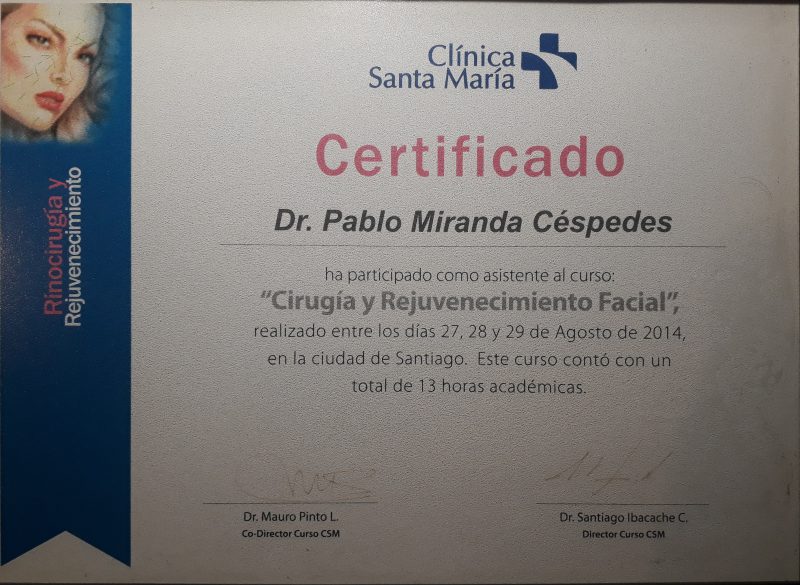 Clínica
Santa María
Certificado
Dr. Pablo Miranda Céspedes
ha participado como asistente al curso:
“Cirugía y Rejuvenecimiento Facial”,
realizado entre los días 27, 28 y 29 de Agosto de 2014,
en la ciudad de Santiago. Este curso contó con un
total de 13 horas académicas.
Rinocirugía y
Rejuvenecimiento
Dr. Mauro Pinto L.
Co-Director Curso CSM
Dr. Santiago Ibacache C.
Director Curso CSM